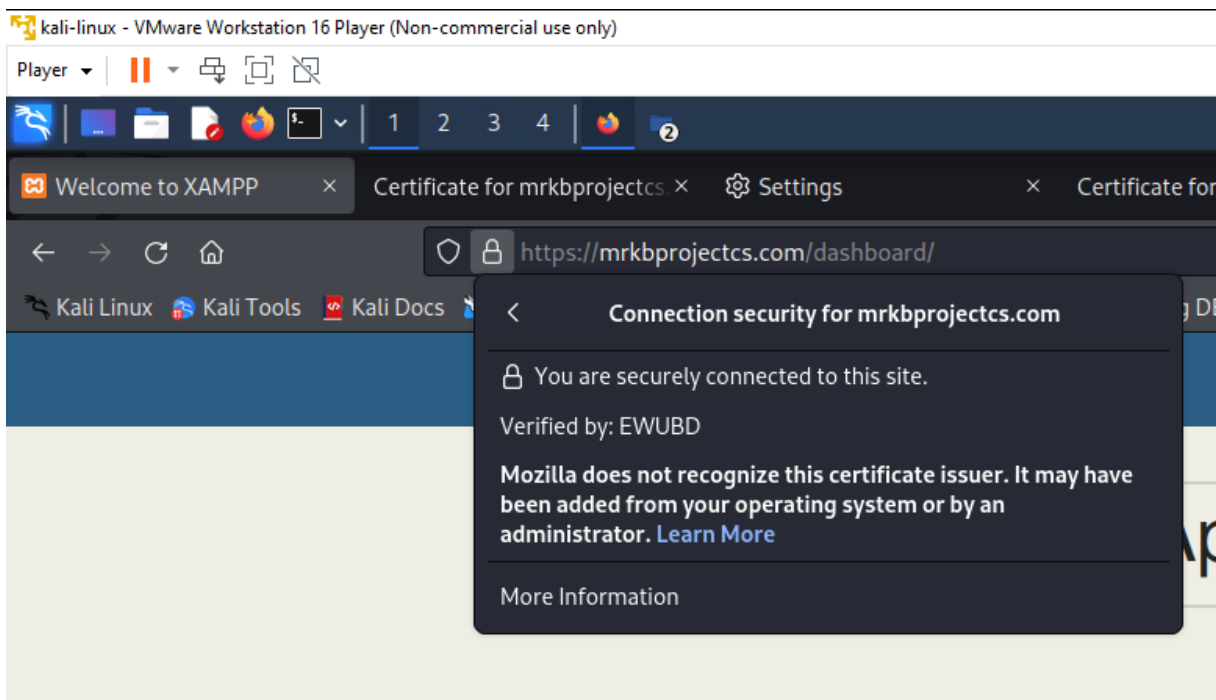 kali-linux - VMware Workstation 16 Player (Non-commercial use only)
Player
1 2 3 4 2
Welcome to XAMPP Certificate for mrkbprojectcs. Settings Certificate for
https://mrkbprojectcs.com/dashboard/
Kali Linux Kali Tools Kali Docs g DE
Connection security for mrkbprojectcs.com
You are securely connected to this site.
Verified by: EWUBD
Mozilla does not recognize this certificate issuer. It may have
been added from your operating system or by an
administrator. Learn More
Ap
More Information